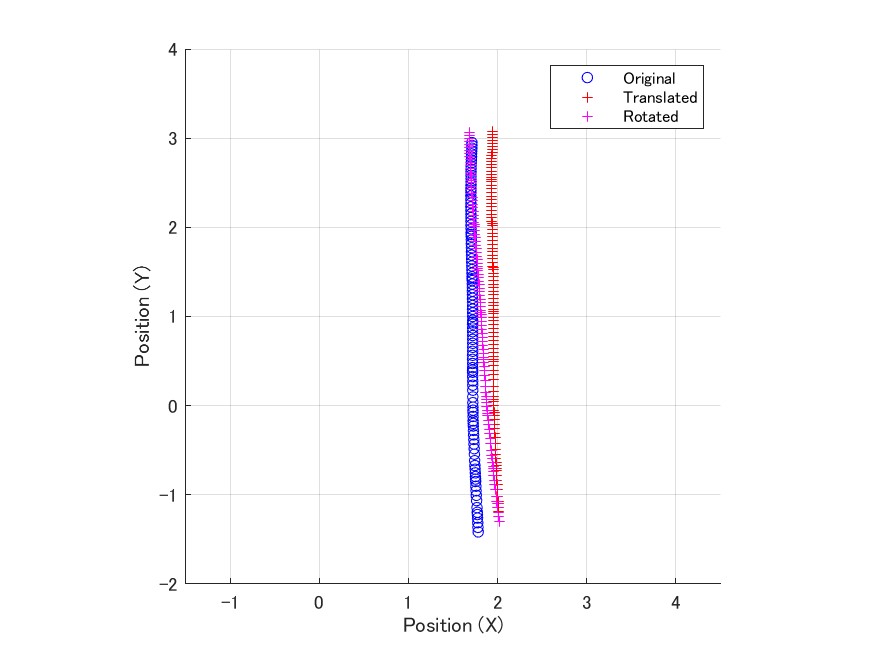 4
3
2
1
0
-1
-2
-1
0
1
2
3
4
Position (Y)
Position (X)
Original
Translated
Rotated